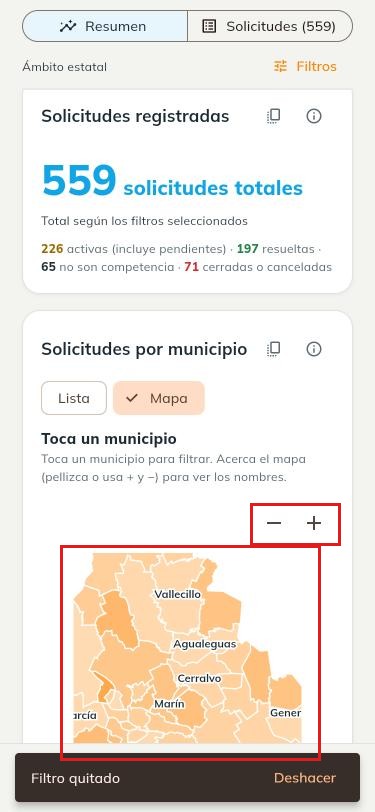 Resumen
Solicitudes (559)
Ámbito estatal
Filtros
Solicitudes registradas
559 solicitudes totales
Total según los filtros seleccionados
226 activas (incluye pendientes) · 197 resueltas ·
65 no son competencia · 71 cerradas o canceladas
Solicitudes por municipio
Lista
Mapa
Toca un municipio
Toca un municipio para filtrar. Acerca el mapa
(pellizca o usa + y −) para ver los nombres.
− +
Vallecillo
Agualeguas
Cerralvo
Marín
arcía
Gener
Filtro quitado
Deshacer